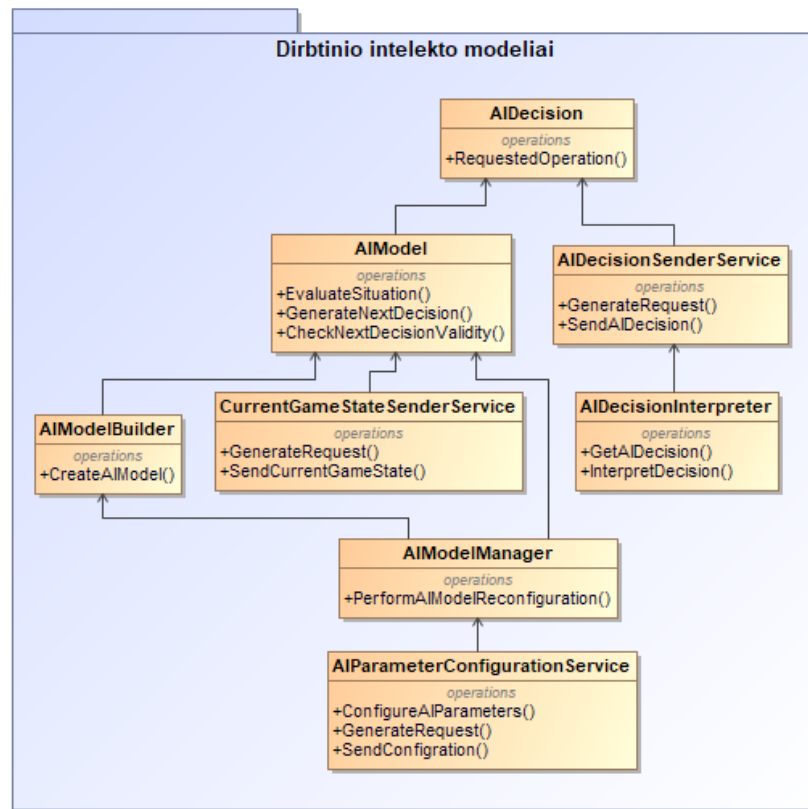 Dirbtinio intelekto modeliai
AIDecision
operations
+RequestedOperation()
AIModel
operations
+EvaluateSituation()
+GenerateNextDecision()
+CheckNextDecisionValidity()
AIDecisionSenderService
operations
+GenerateRequest()
+SendAIDecision()
AIModelBuilder
operations
+CreateAIModel()
CurrentGameStateSenderService
operations
+GenerateRequest()
+SendCurrentGameState()
AIDecisionInterpreter
operations
+GetAIDecision()
+InterpretDecision()
AIModelManager
operations
+PerformAIModelReconfiguration()
AIParameterConfigurationService
operations
+ConfigureAIParameters()
+GenerateRequest()
+SendConfigration()